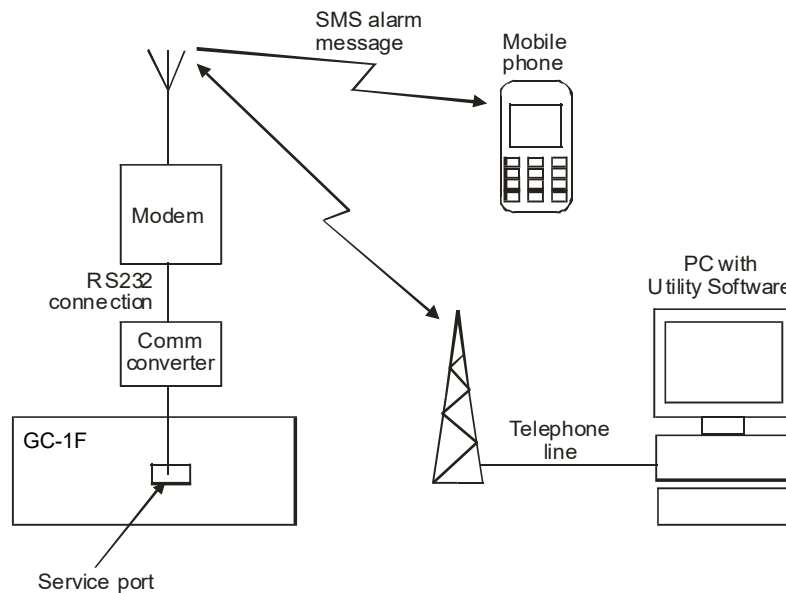 SMS alarm
message
Mobile
phone
Modem
RS232
connection
PC with
Utility Software
Comm
converter
GC-1F
Telephone
line
Service port